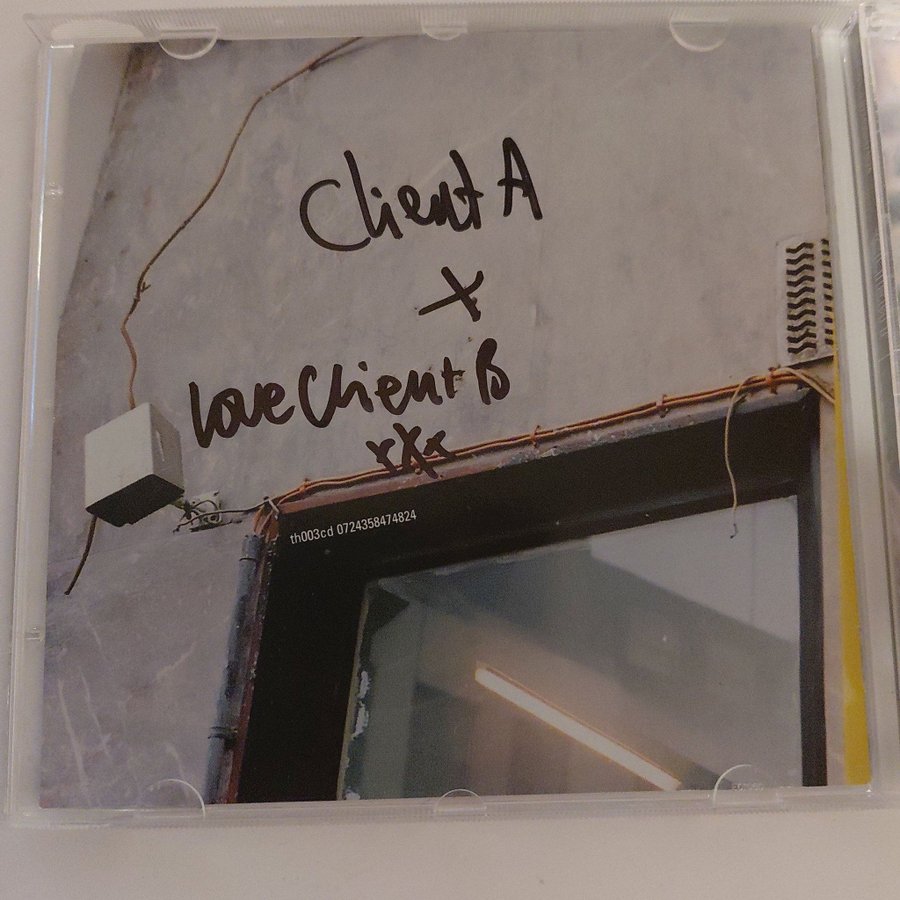 Client A
x
love Client B
xxx
th003cd 0724358474824